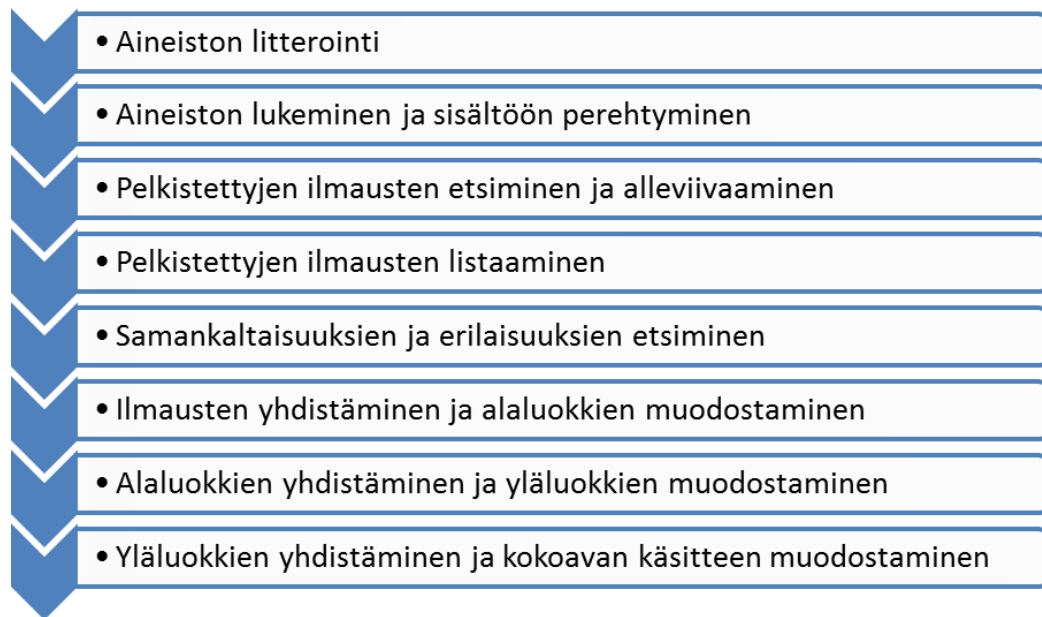 • Aineiston litterointi
• Aineiston lukeminen ja sisältöön perehtyminen
• Pelkistettyjen ilmausten etsiminen ja alleviivaaminen
• Pelkistettyjen ilmausten listaaminen
• Samankaltaisuuksien ja erilaisuuksien etsiminen
• Ilmausten yhdistäminen ja alaluokkien muodostaminen
• Alaluokkien yhdistäminen ja yläluokkien muodostaminen
• Yläluokkien yhdistäminen ja kokoavan käsitteen muodostaminen